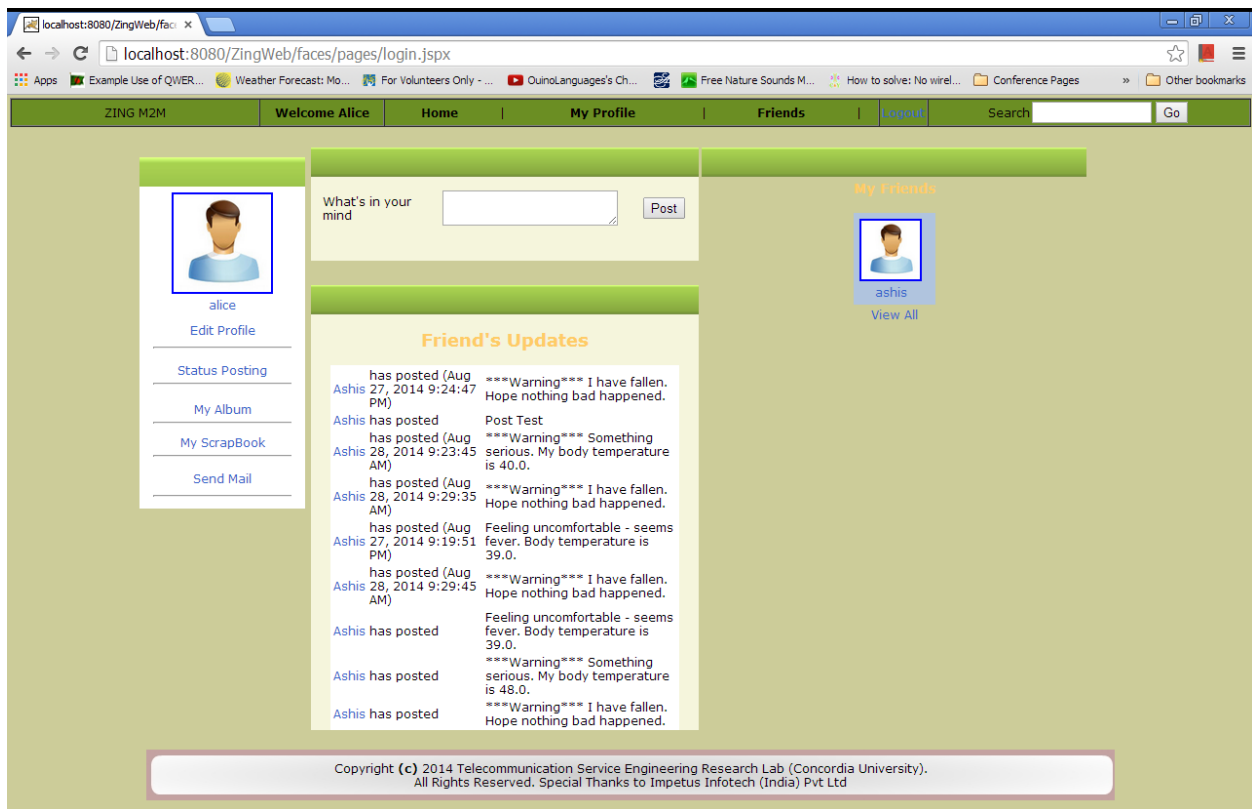 localhost:8080/ZingWeb/fac
localhost:8080/ZingWeb/faces/pages/login.jspx
Apps Example Use of QWER... Weather Forecast: Mo... For Volunteers Only - ... OuinoLanguages's Ch... Free Nature Sounds M... How to solve: No wirel... Conference Pages » Other bookmarks
ZING M2M Welcome Alice Home | My Profile | Friends | Logout Search Go
alice
Edit Profile
Status Posting
My Album
My ScrapBook
Send Mail
What's in your
mind
Post
Friend's Updates
Ashis has posted (Aug 27, 2014 9:24:47 PM) ***Warning*** I have fallen. Hope nothing bad happened.
Ashis has posted Post Test
Ashis has posted (Aug 28, 2014 9:23:45 AM) ***Warning*** Something serious. My body temperature is 40.0.
Ashis has posted (Aug 28, 2014 9:29:35 AM) ***Warning*** I have fallen. Hope nothing bad happened.
Ashis has posted (Aug 27, 2014 9:19:51 PM) Feeling uncomfortable - seems fever. Body temperature is 39.0.
Ashis has posted (Aug 28, 2014 9:29:45 AM) ***Warning*** I have fallen. Hope nothing bad happened.
Ashis has posted Feeling uncomfortable - seems fever. Body temperature is 39.0.
Ashis has posted ***Warning*** Something serious. My body temperature is 48.0.
Ashis has posted ***Warning*** I have fallen. Hope nothing bad happened.
My Friends
ashis
View All
Copyright (c) 2014 Telecommunication Service Engineering Research Lab (Concordia University).
All Rights Reserved. Special Thanks to Impetus Infotech (India) Pvt Ltd